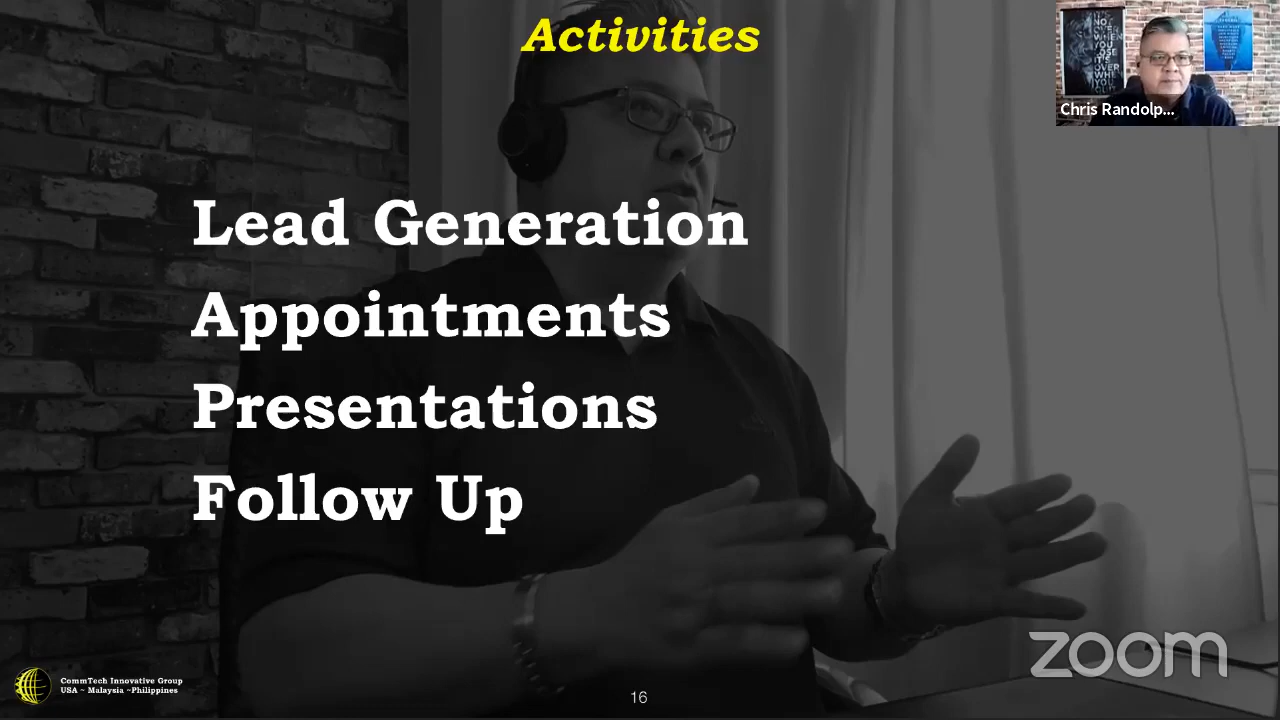 Activities
Chris Randolp...
Lead Generation
Appointments
Presentations
Follow Up
zoom
CommTech Innovative Group
USA ~ Malaysia ~Philippines
16